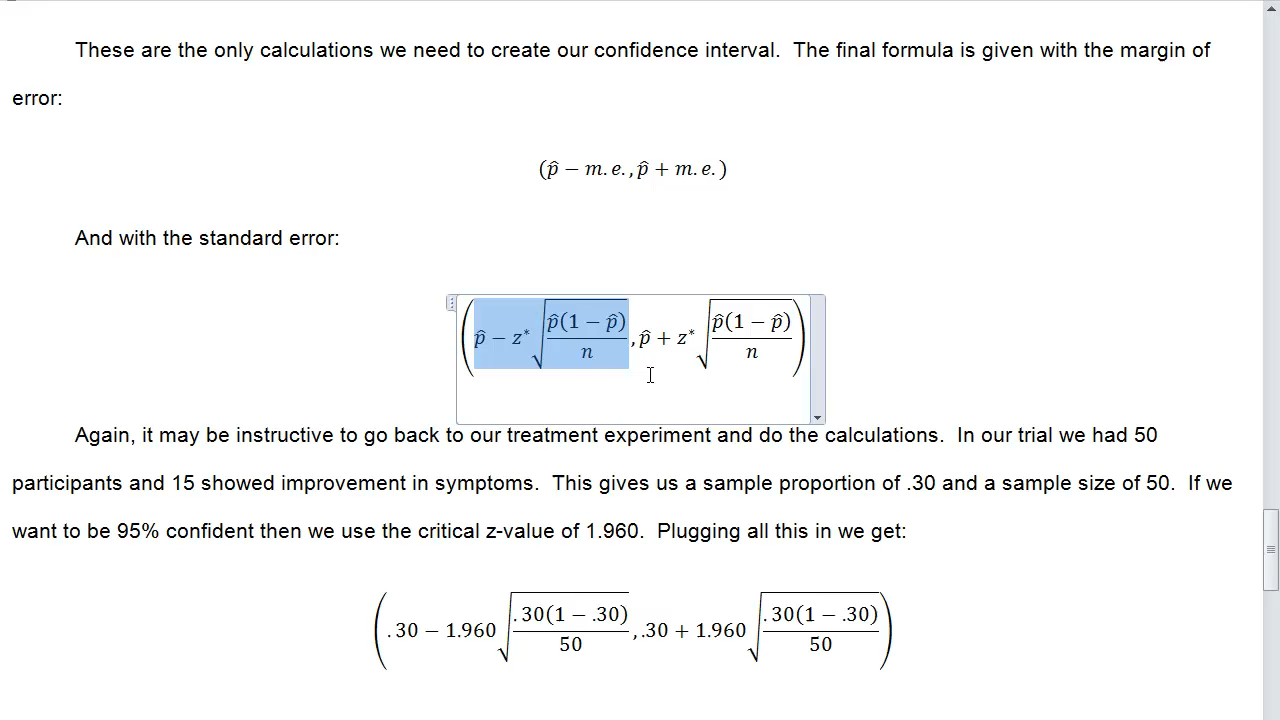 These are the only calculations we need to create our confidence interval.  The final formula is given with the margin of
error:
(p̂ − m.e., p̂ + m.e.)
And with the standard error:
(p̂ − z*√(p̂(1 − p̂)/n), p̂ + z*√(p̂(1 − p̂)/n))
Again, it may be instructive to go back to our treatment experiment and do the calculations.  In our trial we had 50
participants and 15 showed improvement in symptoms.  This gives us a sample proportion of .30 and a sample size of 50.  If we
want to be 95% confident then we use the critical z-value of 1.960.  Plugging all this in we get:
(.30 − 1.960√(.30(1 − .30)/50), .30 + 1.960√(.30(1 − .30)/50))